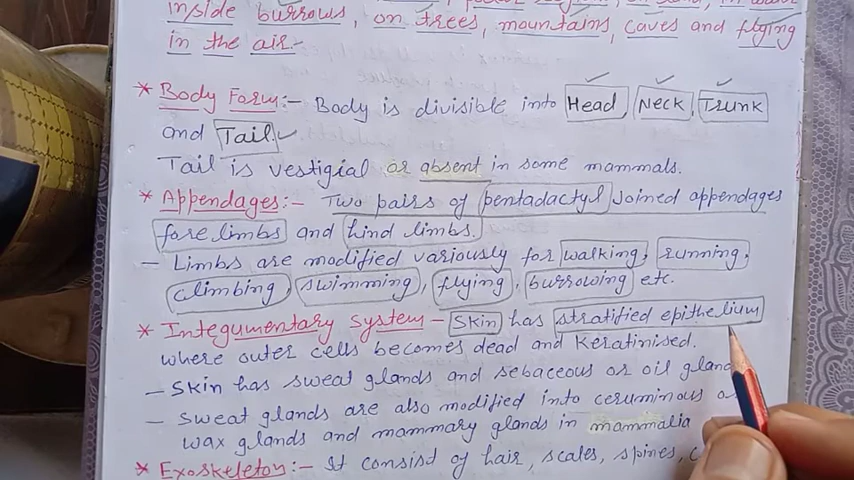 inside burrows, on trees, mountains, caves and flying
in the air.
* Body Form:- Body is divisible into Head, Neck, Trunk
and Tail.
Tail is vestigial or absent in some mammals.
* Appendages:- Two pairs of pentadactyl joined appendages
fore limbs and hind limbs.
- Limbs are modified variously for walking, running,
climbing, swimming, flying, burrowing etc.
* Integumentary System - Skin has stratified epithelium
where outer cells becomes dead and keratinised.
- Skin has sweat glands and sebaceous or oil gland
- Sweat glands are also modified into ceruminous or
wax glands and mammary glands in mammalia
* Exoskeleton:- It consist of hair, scales, spines,